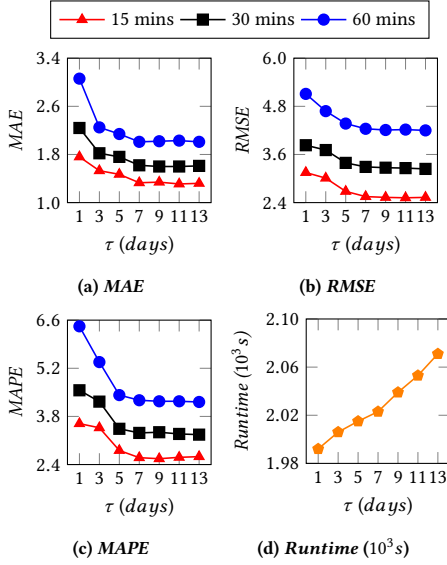 15 mins 30 mins 60 mins
3.4
2.6
1.8
1.0
MAE
1 3 5 7 9 11 13
τ (days)
(a) MAE
6.0
4.8
3.6
2.4
RMSE
1 3 5 7 9 11 13
τ (days)
(b) RMSE
6.6
5.2
3.8
2.4
MAPE
1 3 5 7 9 11 13
τ (days)
(c) MAPE
2.10
2.06
2.02
1.98
Runtime (10³ s)
1 3 5 7 9 11 13
τ (days)
(d) Runtime (10³s)